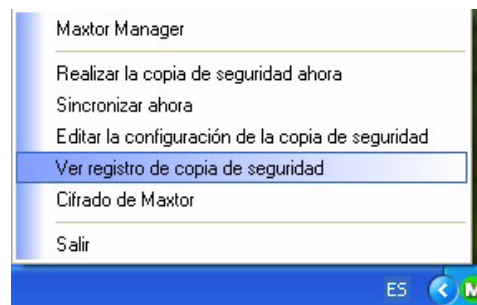 Maxtor Manager
Realizar la copia de seguridad ahora
Sincronizar ahora
Editar la configuración de la copia de seguridad
Ver registro de copia de seguridad
Cifrado de Maxtor
Salir
ES
M